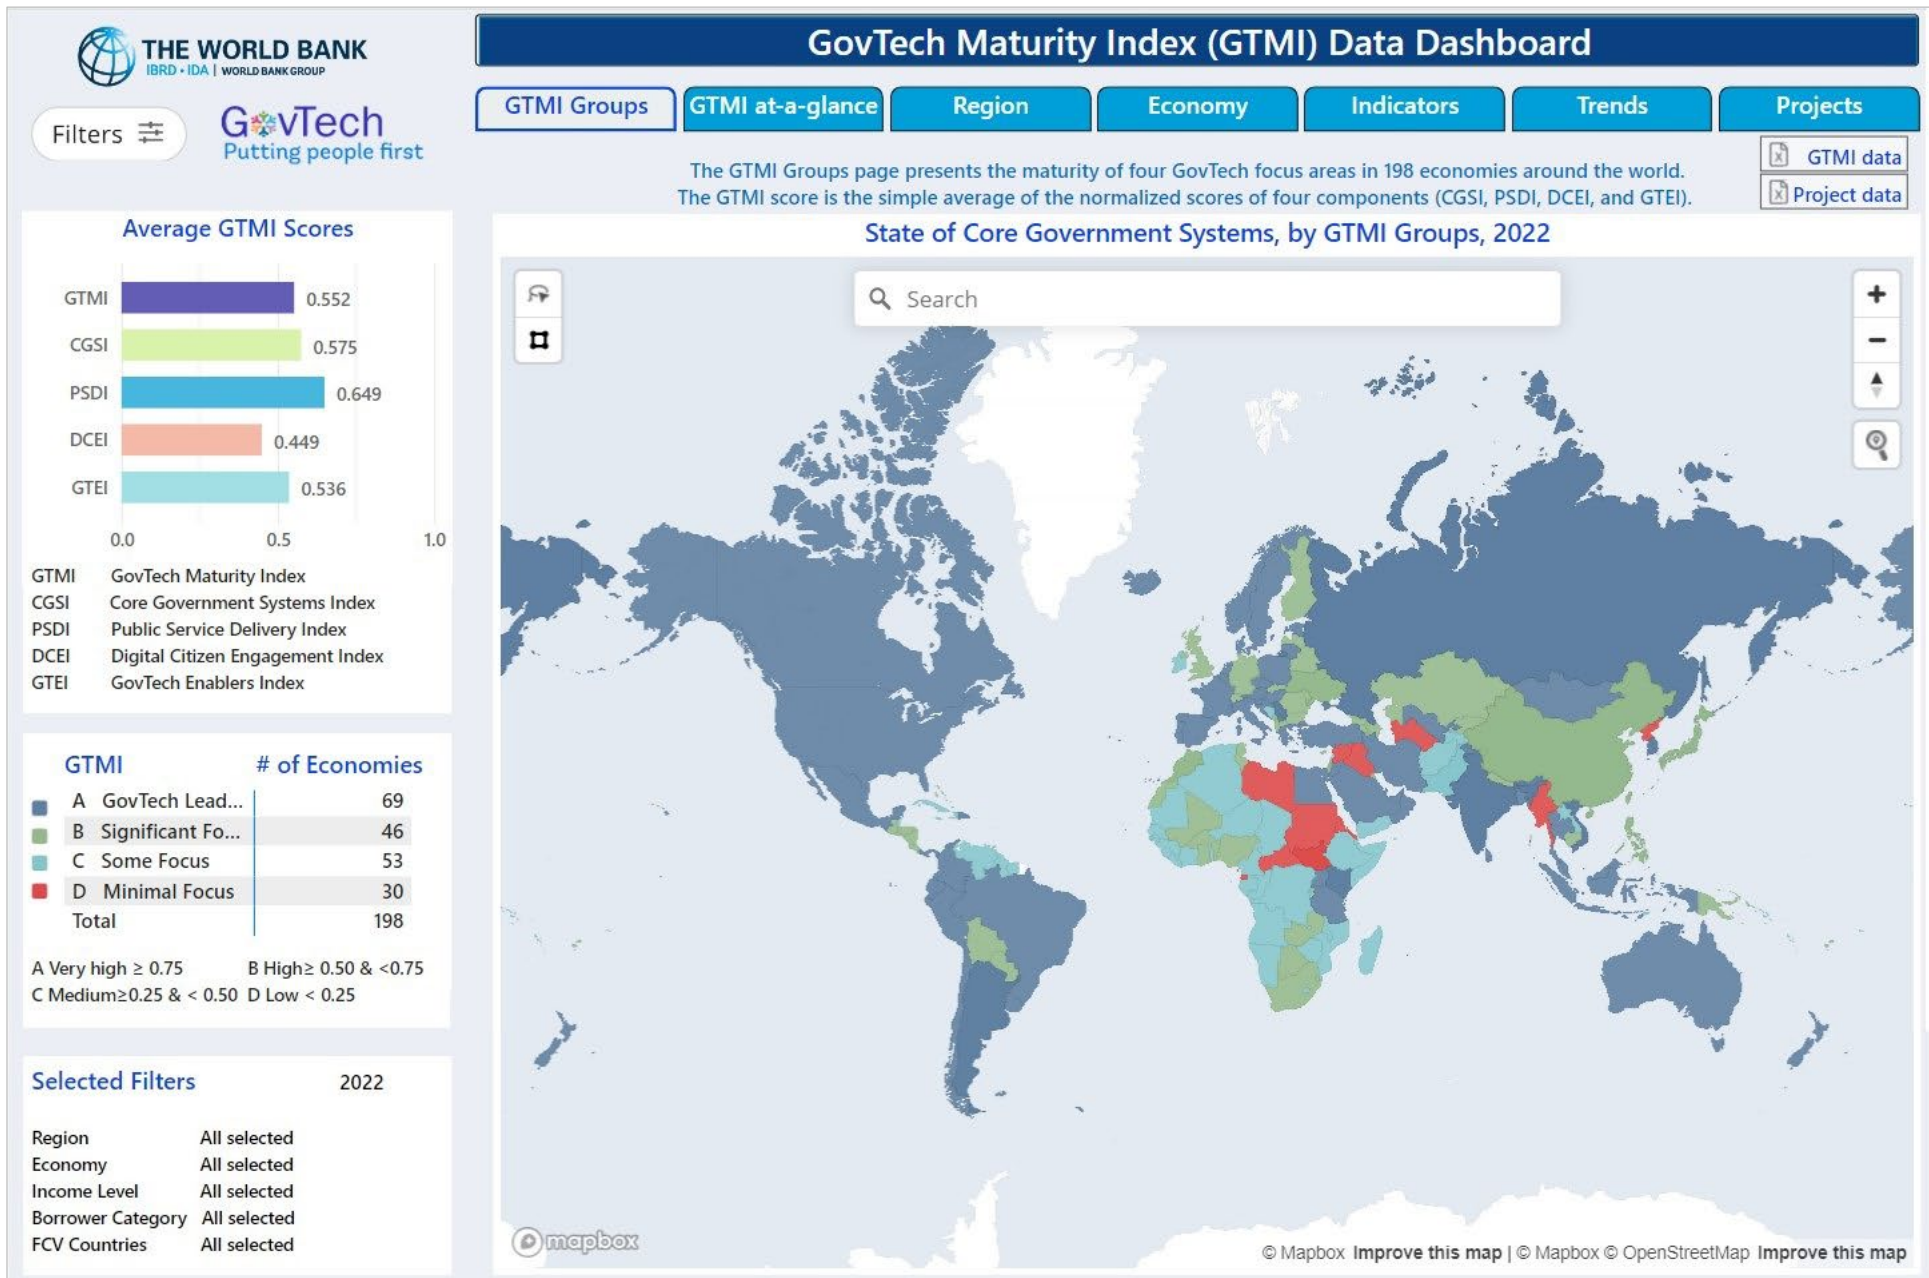 THE WORLD BANK
IBRD • IDA | WORLD BANK GROUP
Filters
GovTech
Putting people first
GovTech Maturity Index (GTMI) Data Dashboard
GTMI Groups
GTMI at-a-glance
Region
Economy
Indicators
Trends
Projects
The GTMI Groups page presents the maturity of four GovTech focus areas in 198 economies around the world.
The GTMI score is the simple average of the normalized scores of four components (CGSI, PSDI, DCEI, and GTEI).
GTMI data
Project data
Average GTMI Scores
GTMI 0.552
CGSI 0.575
PSDI 0.649
DCEI 0.449
GTEI 0.536
0.0 0.5 1.0
GTMI GovTech Maturity Index
CGSI Core Government Systems Index
PSDI Public Service Delivery Index
DCEI Digital Citizen Engagement Index
GTEI GovTech Enablers Index
GTMI # of Economies
A GovTech Lead... 69
B Significant Fo... 46
C Some Focus 53
D Minimal Focus 30
Total 198
A Very high ≥ 0.75 B High≥ 0.50 & <0.75
C Medium≥0.25 & < 0.50 D Low < 0.25
Selected Filters 2022
Region All selected
Economy All selected
Income Level All selected
Borrower Category All selected
FCV Countries All selected
State of Core Government Systems, by GTMI Groups, 2022
Search
mapbox
© Mapbox Improve this map | © Mapbox © OpenStreetMap Improve this map